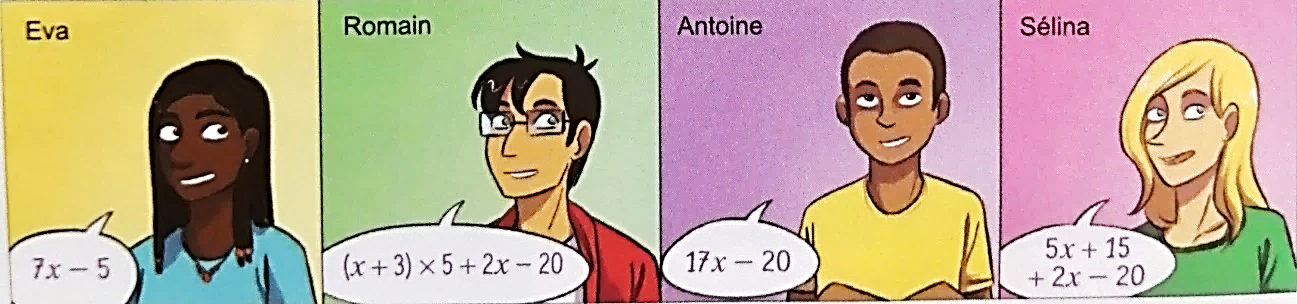 Eva
7x − 5
Romain
(x + 3) × 5 + 2x − 20
Antoine
17x − 20
Sélina
5x + 15
+ 2x − 20